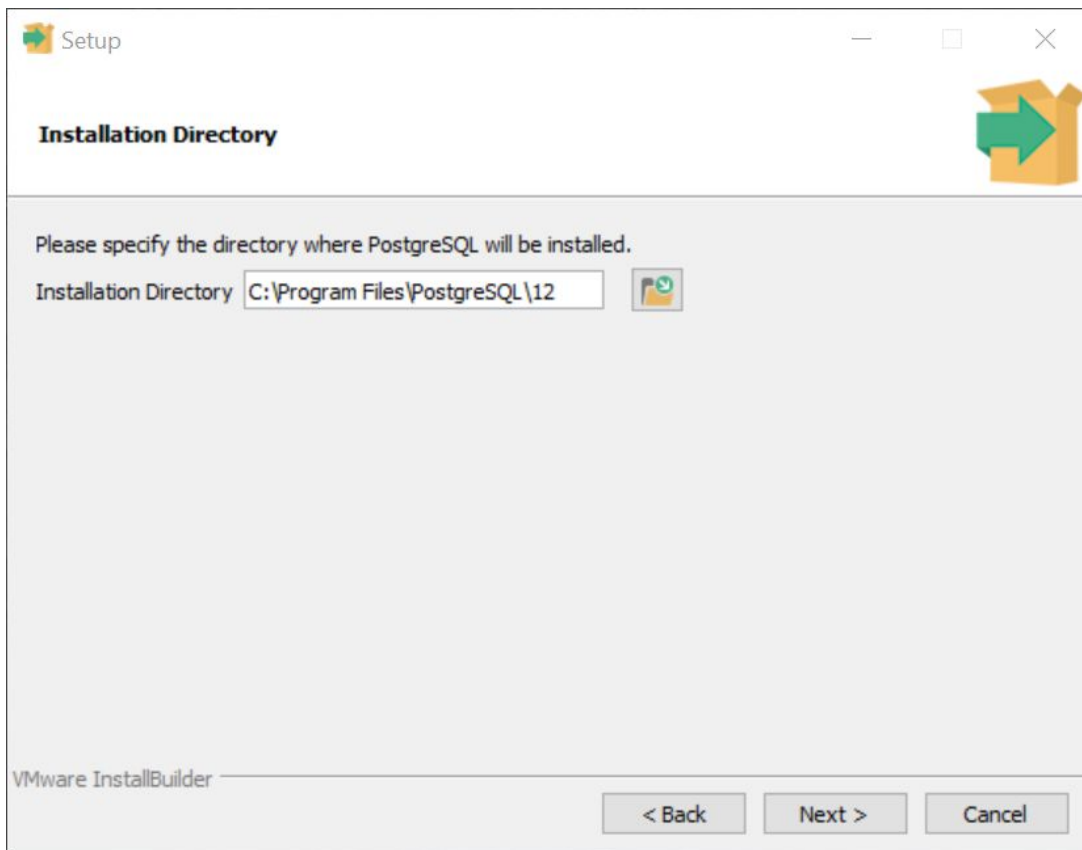 Setup
Installation Directory
Please specify the directory where PostgreSQL will be installed.
Installation Directory C:\Program Files\PostgreSQL\12
VMware InstallBuilder
< Back Next > Cancel